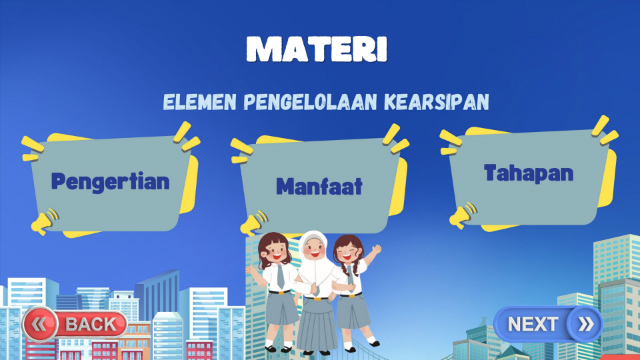 MATERI
ELEMEN PENGELOLAAN KEARSIPAN
Pengertian
Manfaat
Tahapan
BACK
NEXT